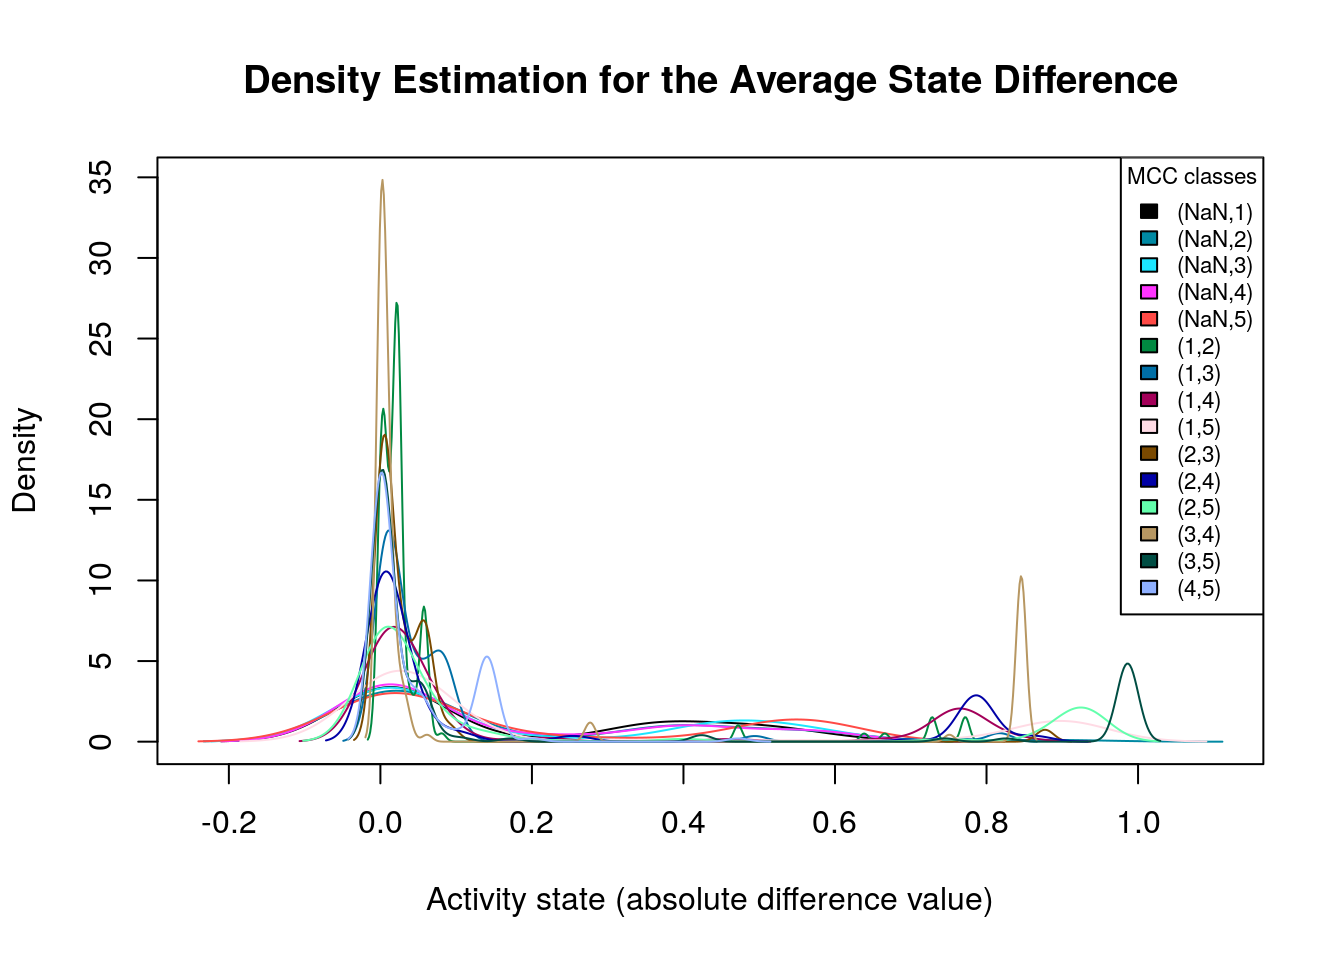 Density Estimation for the Average State Difference
Density
35
30
25
20
15
10
5
0
-0.2
0.0
0.2
0.4
0.6
0.8
1.0
Activity state (absolute difference value)
MCC classes
(NaN,1)
(NaN,2)
(NaN,3)
(NaN,4)
(NaN,5)
(1,2)
(1,3)
(1,4)
(1,5)
(2,3)
(2,4)
(2,5)
(3,4)
(3,5)
(4,5)